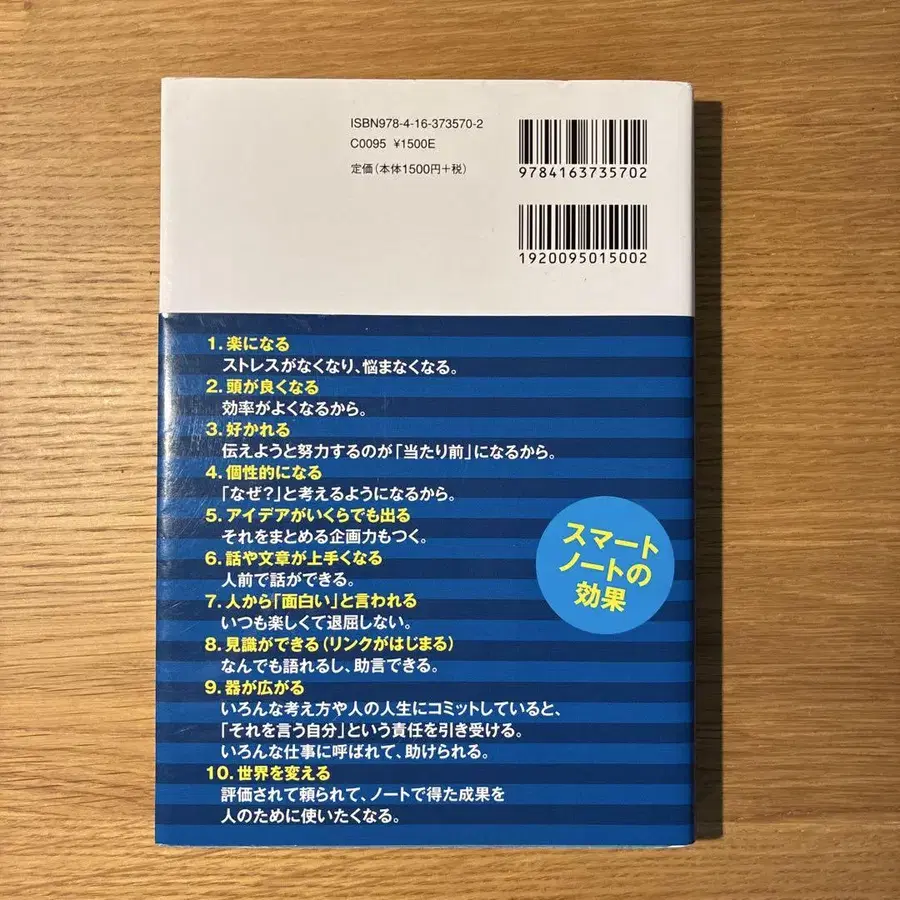 ISBN978-4-16-373570-2
C0095 ¥1500E
定価(本体1500円+税)
9784163735702
1920095015002
1. 楽になる
ストレスがなくなり、悩まなくなる。
2. 頭が良くなる
効率がよくなるから。
3. 好かれる
伝えようと努力するのが「当たり前」になるから。
4. 個性的になる
「なぜ?」と考えるようになるから。
5. アイデアがいくらでも出る
それをまとめる企画力もつく。
6. 話や文章が上手くなる
人前で話ができる。
7. 人から「面白い」と言われる
いつも楽しくて退屈しない。
8. 見識ができる(リンクがはじまる)
なんでも語れるし、助言できる。
9. 器が広がる
いろんな考え方や人の人生にコミットしていると、
「それを言う自分」という責任を引き受ける。
いろんな仕事に呼ばれて、助けられる。
10. 世界を変える
評価されて頼られて、ノートで得た成果を
人のために使いたくなる。
スマート
ノートの
効果